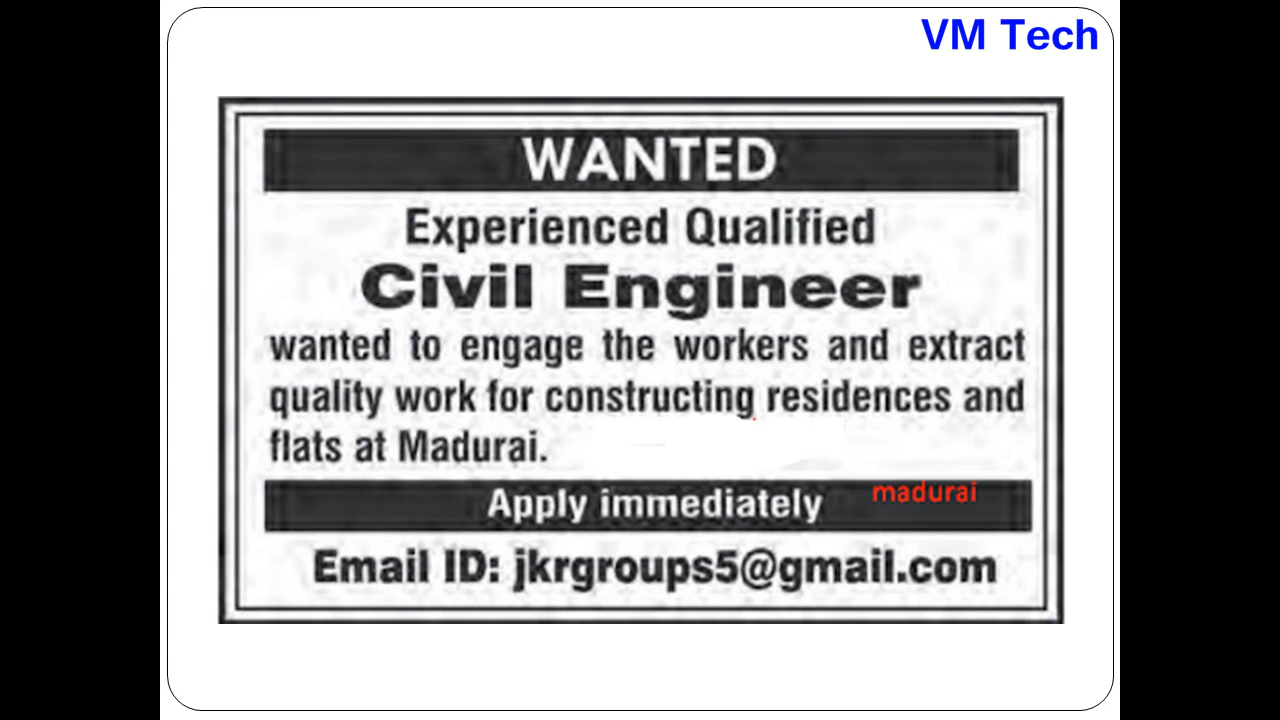 VM Tech
WANTED
Experienced Qualified
Civil Engineer
wanted to engage the workers and extract
quality work for constructing residences and
flats at Madurai.
Apply immediately
madurai
Email ID: jkrgroups5@gmail.com